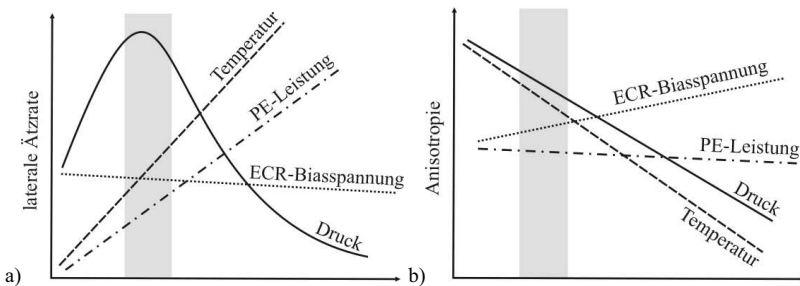 a)
laterale Ätzrate
Temperatur
PE-Leistung
ECR-Biasspannung
Druck
b)
Anisotropie
ECR-Biasspannung
PE-Leistung
Druck
Temperatur